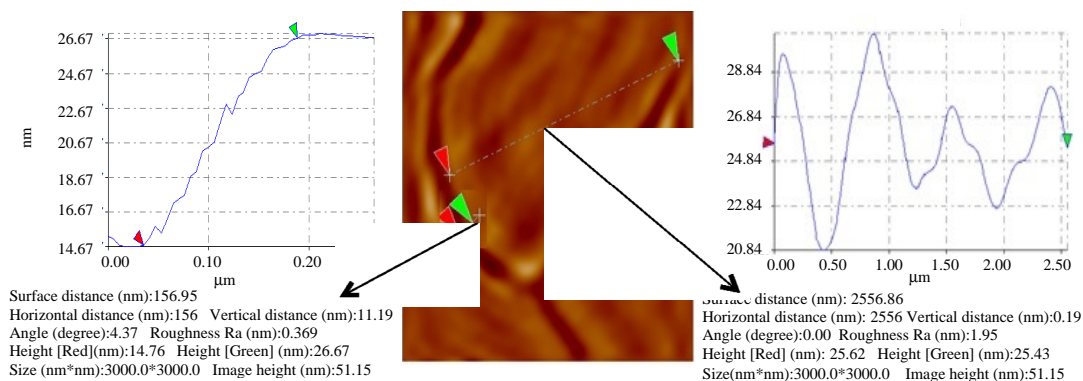 26.67
24.67
22.67
20.67
18.67
16.67
14.67
nm
0.00 0.10 0.20
μm
Surface distance (nm):156.95
Horizontal distance (nm):156 Vertical distance (nm):11.19
Angle (degree):4.37 Roughness Ra (nm):0.369
Height [Red](nm):14.76 Height [Green] (nm):26.67
Size (nm*nm):3000.0*3000.0 Image height (nm):51.15
28.84
26.84
24.84
22.84
20.84
0.00 0.50 1.00 1.50 2.00 2.50
μm
Surface distance (nm): 2556.86
Horizontal distance (nm): 2556 Vertical distance (nm):0.19
Angle (degree):0.00 Roughness Ra (nm):1.95
Height [Red] (nm): 25.62 Height [Green] (nm):25.43
Size(nm*nm):3000.0*3000.0 Image height (nm):51.15